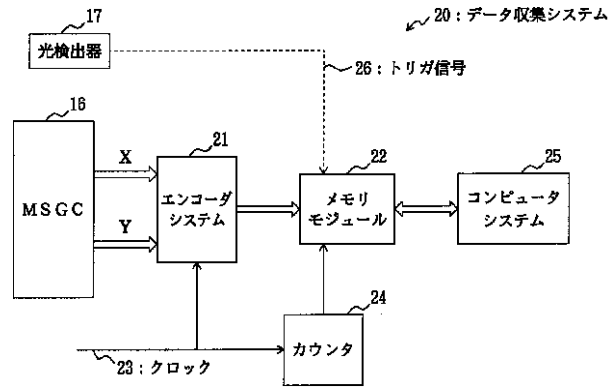 20：データ収集システム
17
光検出器
26：トリガ信号
16
MSGC
X
Y
21
エンコーダ
システム
22
メモリ
モジュール
25
コンピュータ
システム
24
カウンタ
23：クロック